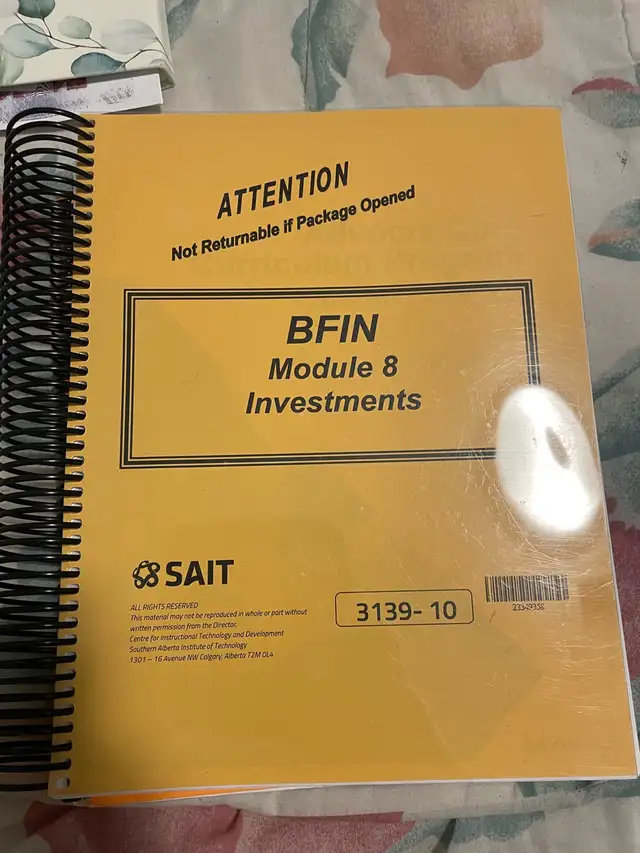 ATTENTION
Not Returnable if Package Opened
BFIN
Module 8
Investments
SAIT
ALL RIGHTS RESERVED
This material may not be reproduced in whole or part without
written permission from the Director,
Centre for Instructional Technology and Development
Southern Alberta Institute of Technology
1301 – 16 Avenue NW Calgary, Alberta T2M 0L4
3139- 10
23349358